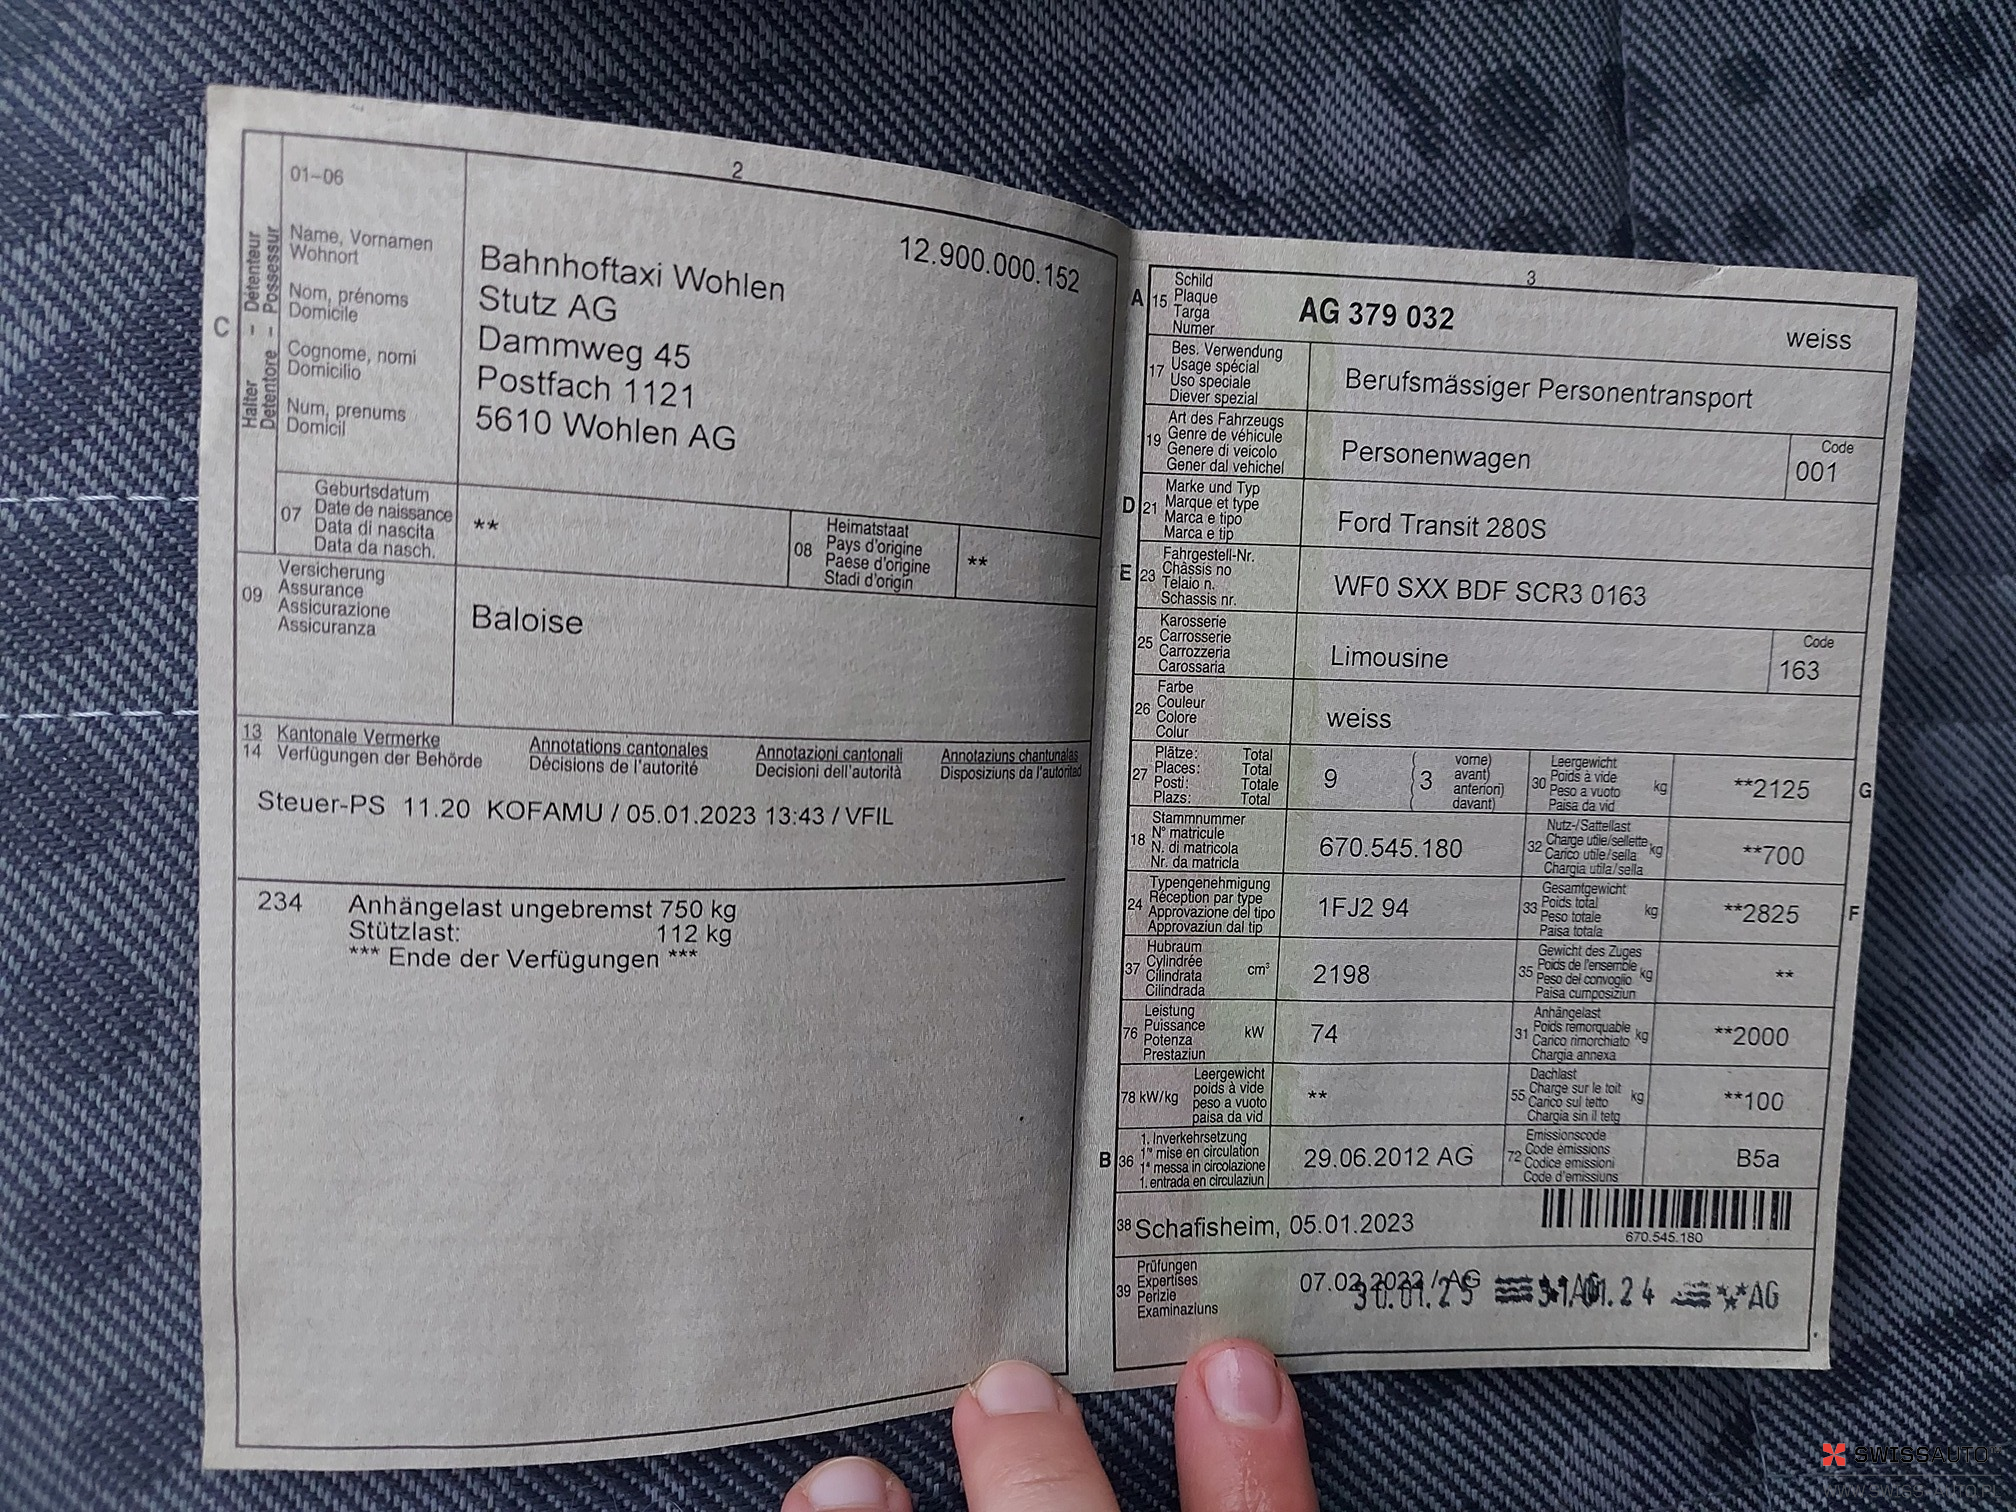 2
01-06
Name, Vornamen
Wohnort
Nom, prénoms
Domicile
Cognome, nomi
Domicilio
Num, prenums
Domicil
C
Halter - Detenteur
Detentore - Possessur
12.900.000.152
Bahnhoftaxi Wohlen
Stutz AG
Dammweg 45
Postfach 1121
5610 Wohlen AG
07
Geburtsdatum
Date de naissance
Data di nascita
Data da nasch.
**
08
Heimatstaat
Pays d'origine
Paese d'origine
Stadi d'origin
**
09
Versicherung
Assurance
Assicurazione
Assicuranza
Baloise
13 Kantonale Vermerke Annotations cantonales Annotazioni cantonali Annotaziuns chantunalas
14 Verfügungen der Behörde Décisions de l'autorité Decisioni dell'autorità Disposiziuns da l'autoritad
Steuer-PS 11.20 KOFAMU / 05.01.2023 13:43 / VFIL
234 Anhängelast ungebremst 750 kg
Stützlast: 112 kg
*** Ende der Verfügungen ***
3
A 15
Schild
Plaque
Targa
Numer
AG 379 032 weiss
17
Bes. Verwendung
Usage spécial
Uso speciale
Diever spezial
Berufsmässiger Personentransport
19
Art des Fahrzeugs
Genre de véhicule
Genere di veicolo
Gener dal vehichel
Personenwagen
Code
001
D 21
Marke und Typ
Marque et type
Marca e tipo
Marca e tip
Ford Transit 280S
E 23
Fahrgestell-Nr.
Châssis no
Telaio n.
Schassis nr.
WF0 SXX BDF SCR3 0163
25
Karosserie
Carrosserie
Carrozzeria
Carossaria
Limousine
Code
163
26
Farbe
Couleur
Colore
Colur
weiss
27
Plätze: Total
Places: Total
Posti: Totale
Plazs: Total
9
3
vorne)
avant)
anteriori)
davant)
30
Leergewicht
Poids à vide
Peso a vuoto
Paisa da vid
kg
**2125
G
18
Stammnummer
N° matricule
N. di matricola
Nr. da matricla
670.545.180
32
Nutz-/Sattellast
Charge utile/sellette
Carico utile/sella
Chargia utila/sella
kg
**700
24
Typengenehmigung
Réception par type
Approvazione del tipo
Approvaziun dal tip
1FJ2 94
33
Gesamtgewicht
Poids total
Peso totale
Paisa totala
kg
**2825
F
37
Hubraum
Cylindrée
Cilindrata
Cilindrada
cm³
2198
35
Gewicht des Zuges
Poids de l'ensemble
Peso del convoglio
Paisa cumposiziun
kg
**
76
Leistung
Puissance
Potenza
Prestaziun
kW
74
31
Anhängelast
Poids remorquable
Carico rimorchiato
Chargia annexa
kg
**2000
78 kW/kg
Leergewicht
poids à vide
peso a vuoto
paisa da vid
**
55
Dachlast
Charge sur le toit
Carico sul tetto
Chargia sin il tetg
kg
**100
B 36
1. Inverkehrsetzung
1re mise en circulation
1a messa in circolazione
1. entrada en circulaziun
29.06.2012 AG
72
Emissionscode
Code émissions
Codice emissioni
Code d'emissiuns
B5a
38 Schafisheim, 05.01.2023
670.545.180
39
Prüfungen
Expertises
Perizie
Examinaziuns
07.02.2022 / AG
30.01.25
31.01.24
AG
SWISSAUTO